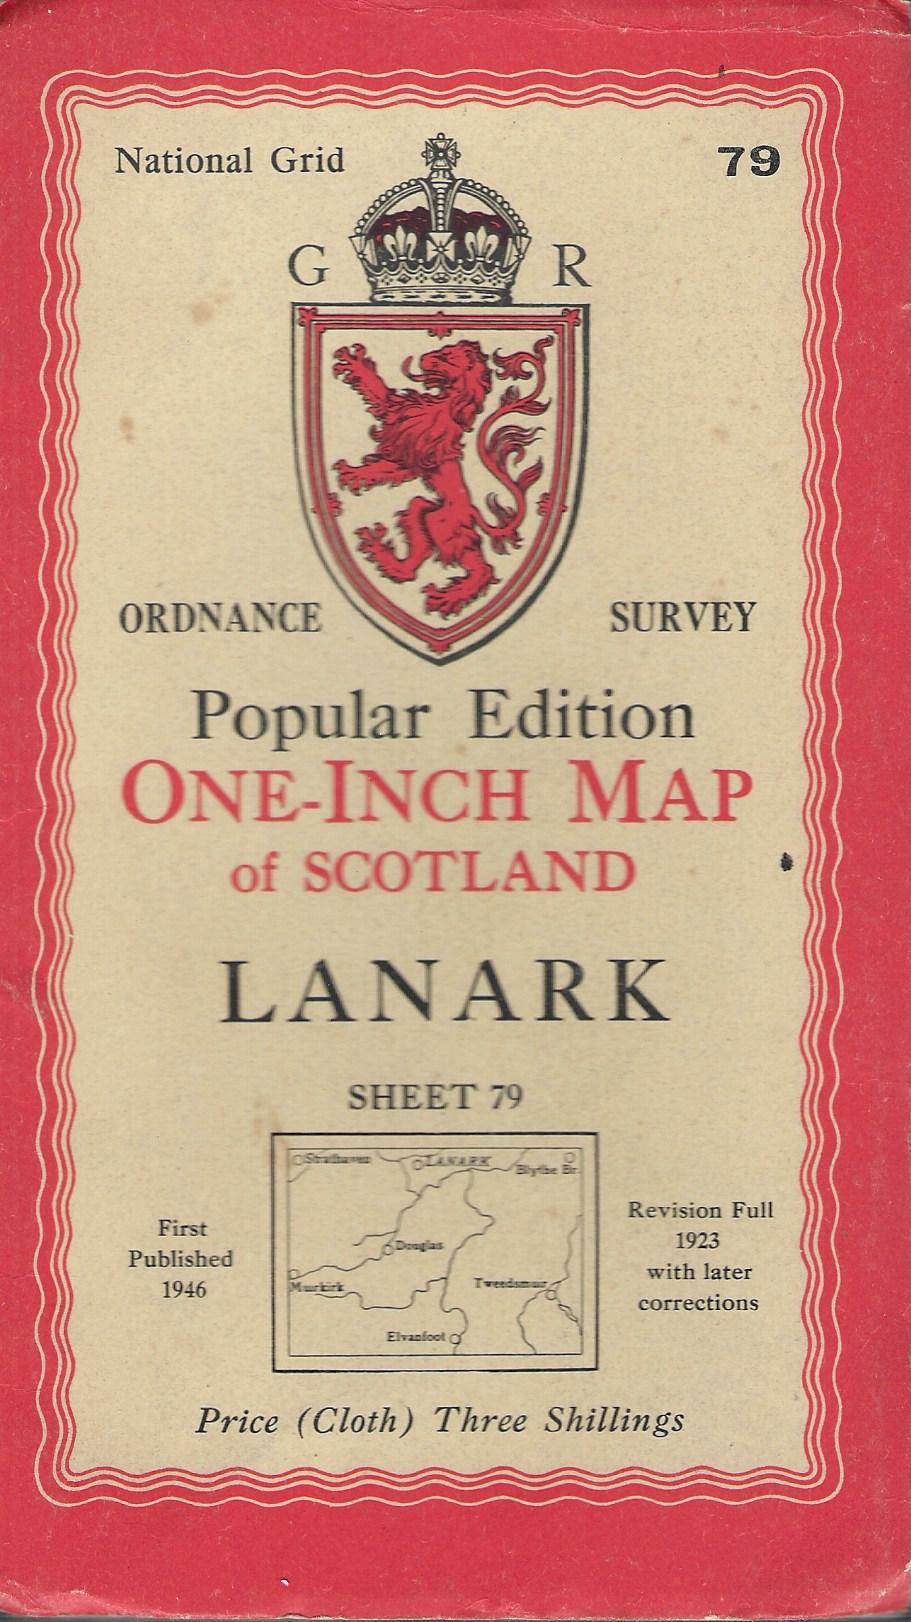 National Grid 79
G R
ORDNANCE SURVEY
Popular Edition
ONE-INCH MAP
of SCOTLAND
LANARK
SHEET 79
Strathaven
LANARK
Blythe Br.
Douglas
Muirkirk
Tweedsmuir
Elvanfoot
First
Published
1946
Revision Full
1923
with later
corrections
Price (Cloth) Three Shillings